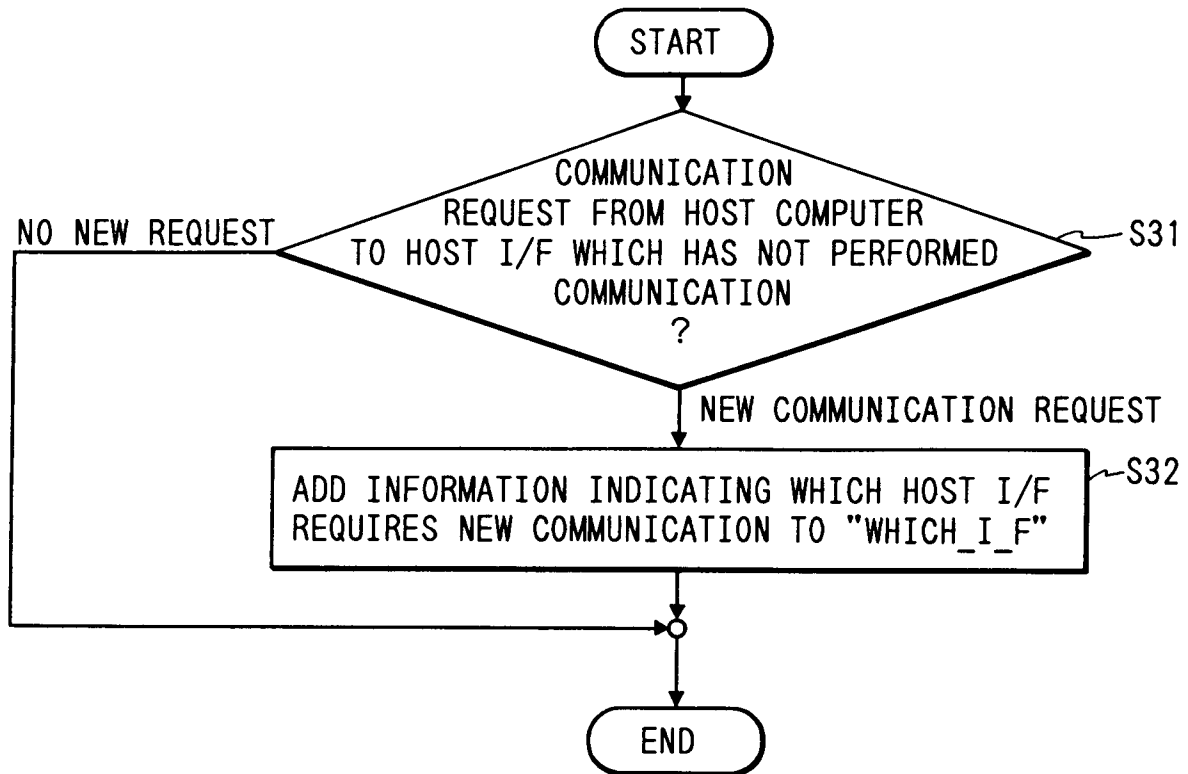 START
COMMUNICATION
REQUEST FROM HOST COMPUTER
TO HOST I/F WHICH HAS NOT PERFORMED
COMMUNICATION
?
S31
NO NEW REQUEST
NEW COMMUNICATION REQUEST
ADD INFORMATION INDICATING WHICH HOST I/F
REQUIRES NEW COMMUNICATION TO "WHICH_I_F"
S32
END